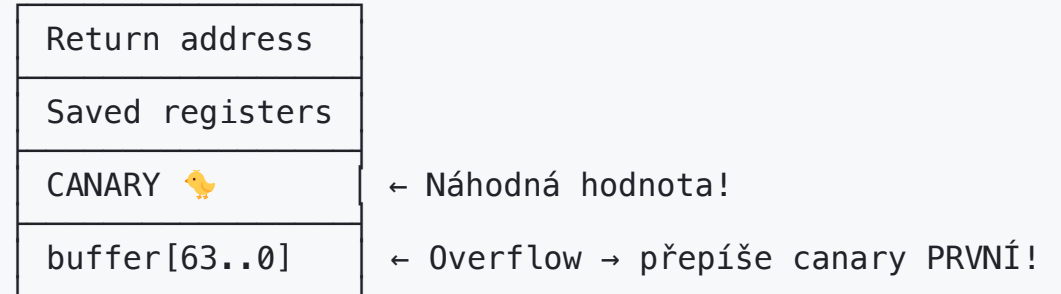 Return address
Saved registers
CANARY 🐤 ← Náhodná hodnota!
buffer[63..0] ← Overflow → přepíše canary PRVNÍ!